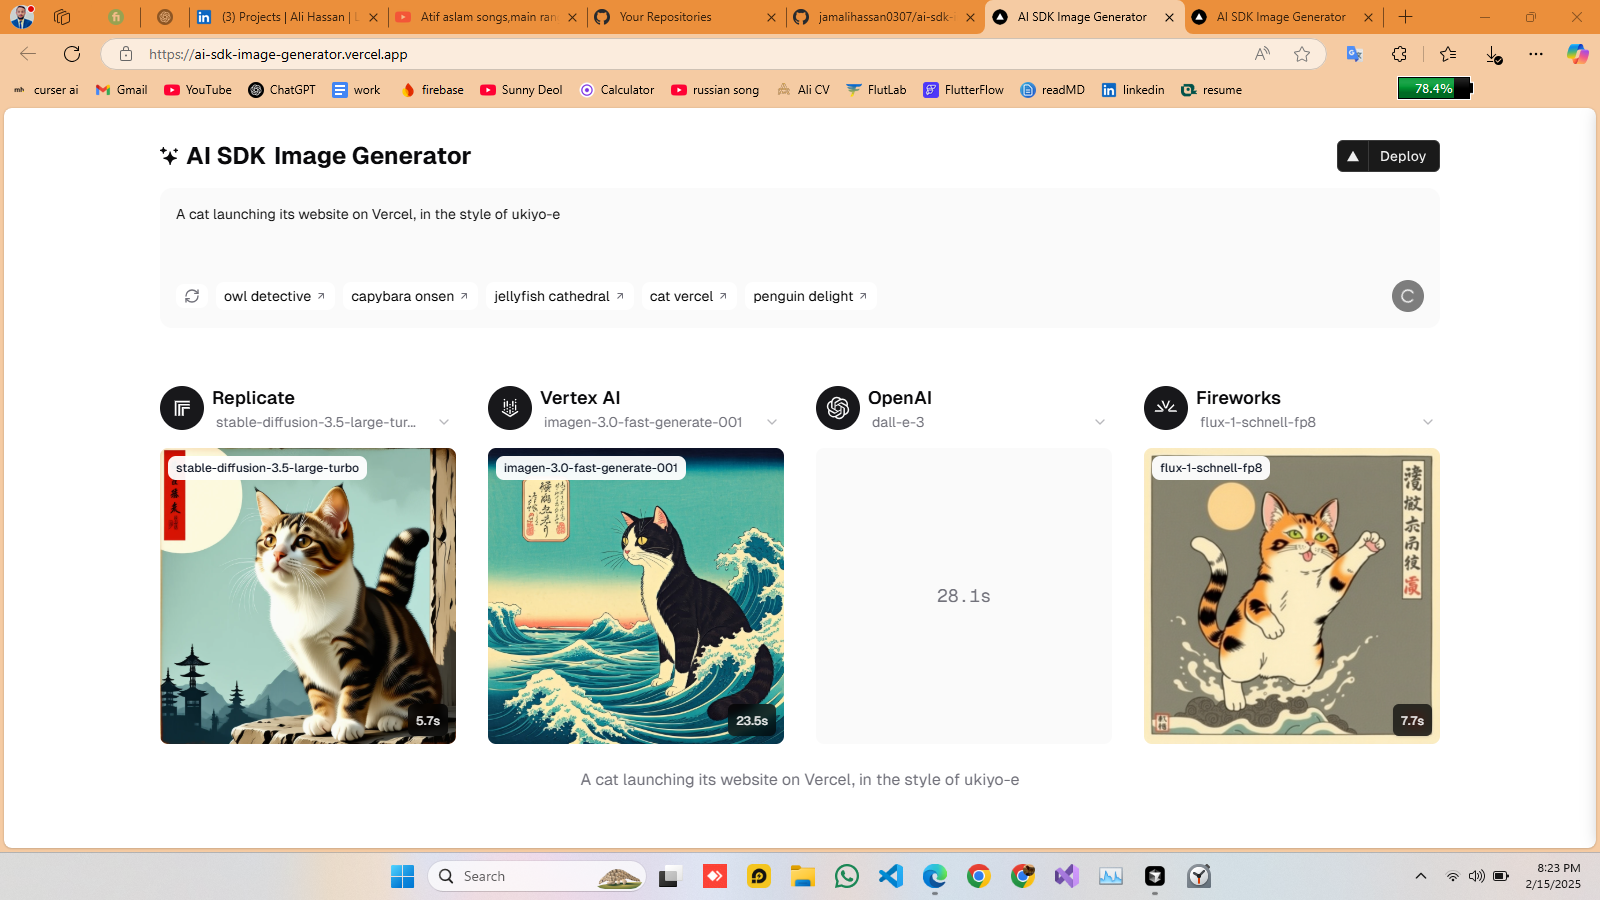 (3) Projects | Ali Hassan |
Atif aslam songs,main ran
Your Repositories
jamalihassan0307/ai-sdk-i
AI SDK Image Generator
AI SDK Image Generator
https://ai-sdk-image-generator.vercel.app
curser ai
Gmail
YouTube
ChatGPT
work
firebase
Sunny Deol
Calculator
russian song
Ali CV
FlutLab
FlutterFlow
readMD
linkedin
resume
78.4%
AI SDK Image Generator
Deploy
A cat launching its website on Vercel, in the style of ukiyo-e
owl detective
capybara onsen
jellyfish cathedral
cat vercel
penguin delight
Replicate
stable-diffusion-3.5-large-tur...
Vertex AI
imagen-3.0-fast-generate-001
OpenAI
dall-e-3
Fireworks
flux-1-schnell-fp8
stable-diffusion-3.5-large-turbo
5.7s
imagen-3.0-fast-generate-001
23.5s
28.1s
flux-1-schnell-fp8
7.7s
A cat launching its website on Vercel, in the style of ukiyo-e
Search
8:23 PM
2/15/2025